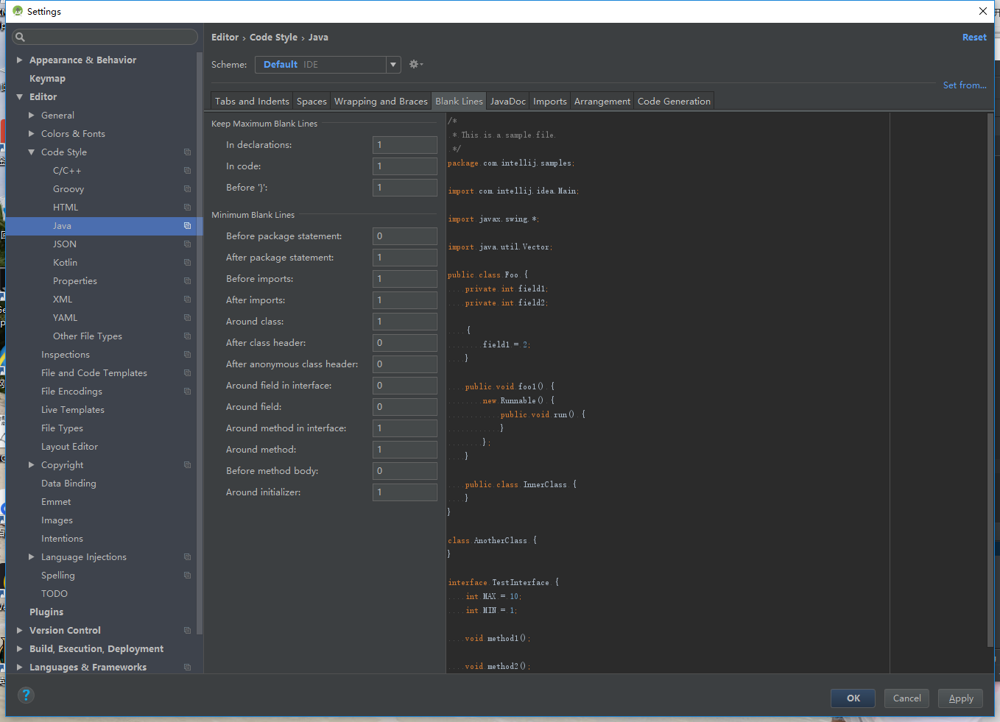 Settings
Editor › Code Style › Java
Reset
Scheme: Default IDE
Set from...
Appearance & Behavior
Keymap
Editor
General
Colors & Fonts
Code Style
C/C++
Groovy
HTML
Java
JSON
Kotlin
Properties
XML
YAML
Other File Types
Inspections
File and Code Templates
File Encodings
Live Templates
File Types
Layout Editor
Copyright
Data Binding
Emmet
Images
Intentions
Language Injections
Spelling
TODO
Plugins
Version Control
Build, Execution, Deployment
Languages & Frameworks
Tabs and Indents Spaces Wrapping and Braces Blank Lines JavaDoc Imports Arrangement Code Generation
Keep Maximum Blank Lines
In declarations: 1
In code: 1
Before '}': 1
Minimum Blank Lines
Before package statement: 0
After package statement: 1
Before imports: 1
After imports: 1
Around class: 1
After class header: 0
After anonymous class header: 0
Around field in interface: 0
Around field: 0
Around method in interface: 1
Around method: 1
Before method body: 0
Around initializer: 1
/*
* This is a sample file.
*/
package com.intellij.samples;
import com.intellij.idea.Main;
import javax.swing.*;
import java.util.Vector;
public class Foo {
private int field1;
private int field2;
{
field1 = 2;
}
public void foo1() {
new Runnable() {
public void run() {
}
};
}
public class InnerClass {
}
}
class AnotherClass {
}
interface TestInterface {
int MAX = 10;
int MIN = 1;
void method1();
void method2();
?
OK
Cancel
Apply